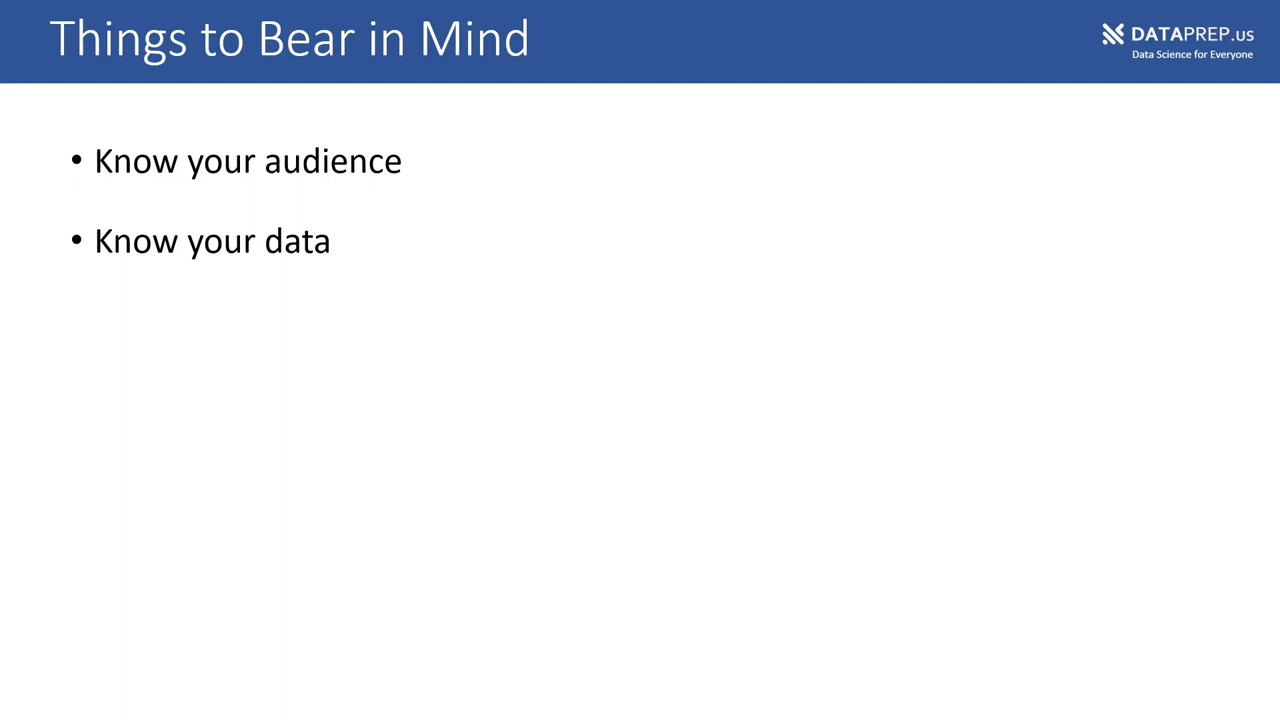 Things to Bear in Mind
DATAPREP.us
Data Science for Everyone
• Know your audience
• Know your data